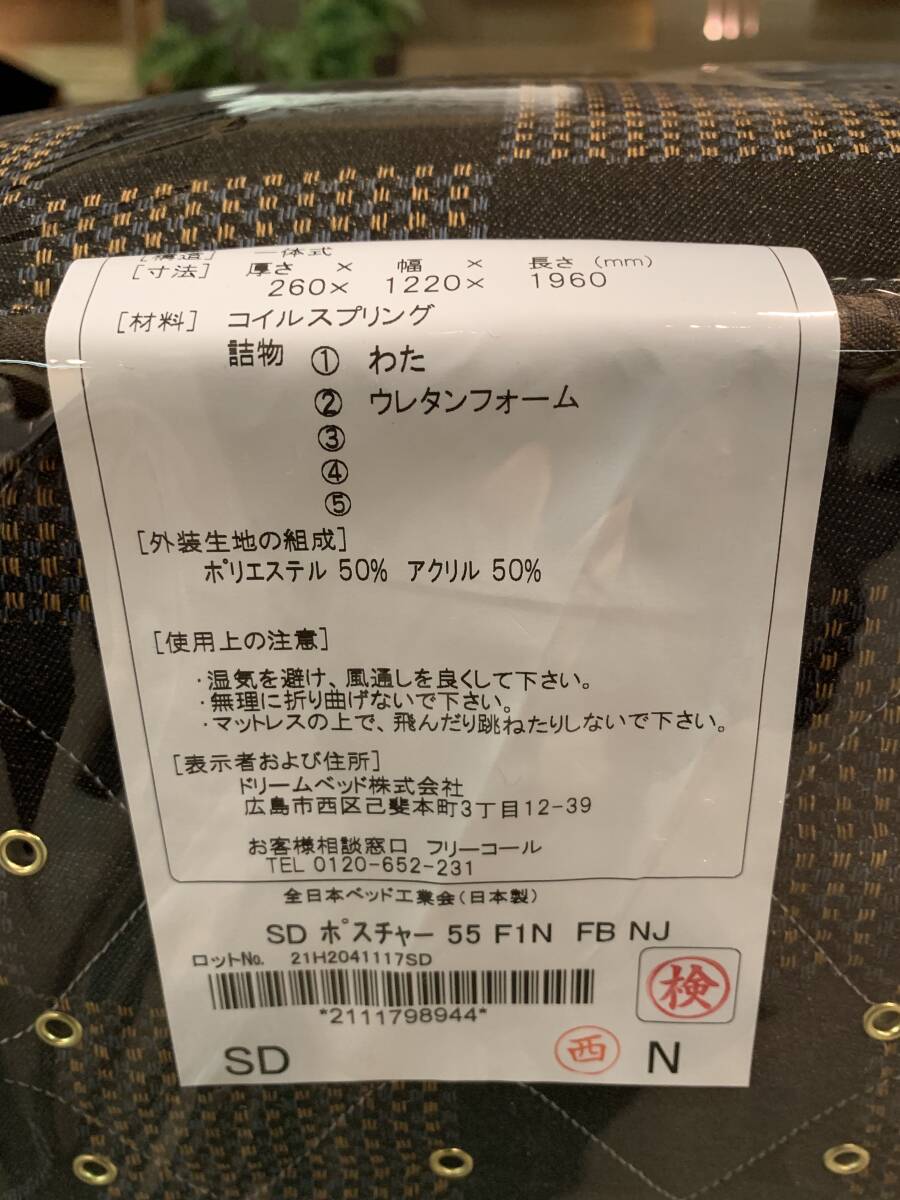 [構造] 一体式
[寸法] 厚さ × 幅 × 長さ (mm)
260× 1220× 1960
[材料] コイルスプリング
詰物 ① わた
② ウレタンフォーム
③
④
⑤
[外装生地の組成]
ポリエステル 50% アクリル 50%
[使用上の注意]
・湿気を避け、風通しを良くして下さい。
・無理に折り曲げないで下さい。
・マットレスの上で、飛んだり跳ねたりしないで下さい。
[表示者および住所]
ドリームベッド株式会社
広島市西区己斐本町3丁目12-39
お客様相談窓口 フリーコール
TEL 0120-652-231
全日本ベッド工業会(日本製)
SD ポスチャー 55 F1N FB NJ
ロットNo. 21H2041117SD
*2111798944*
検
SD 西 N